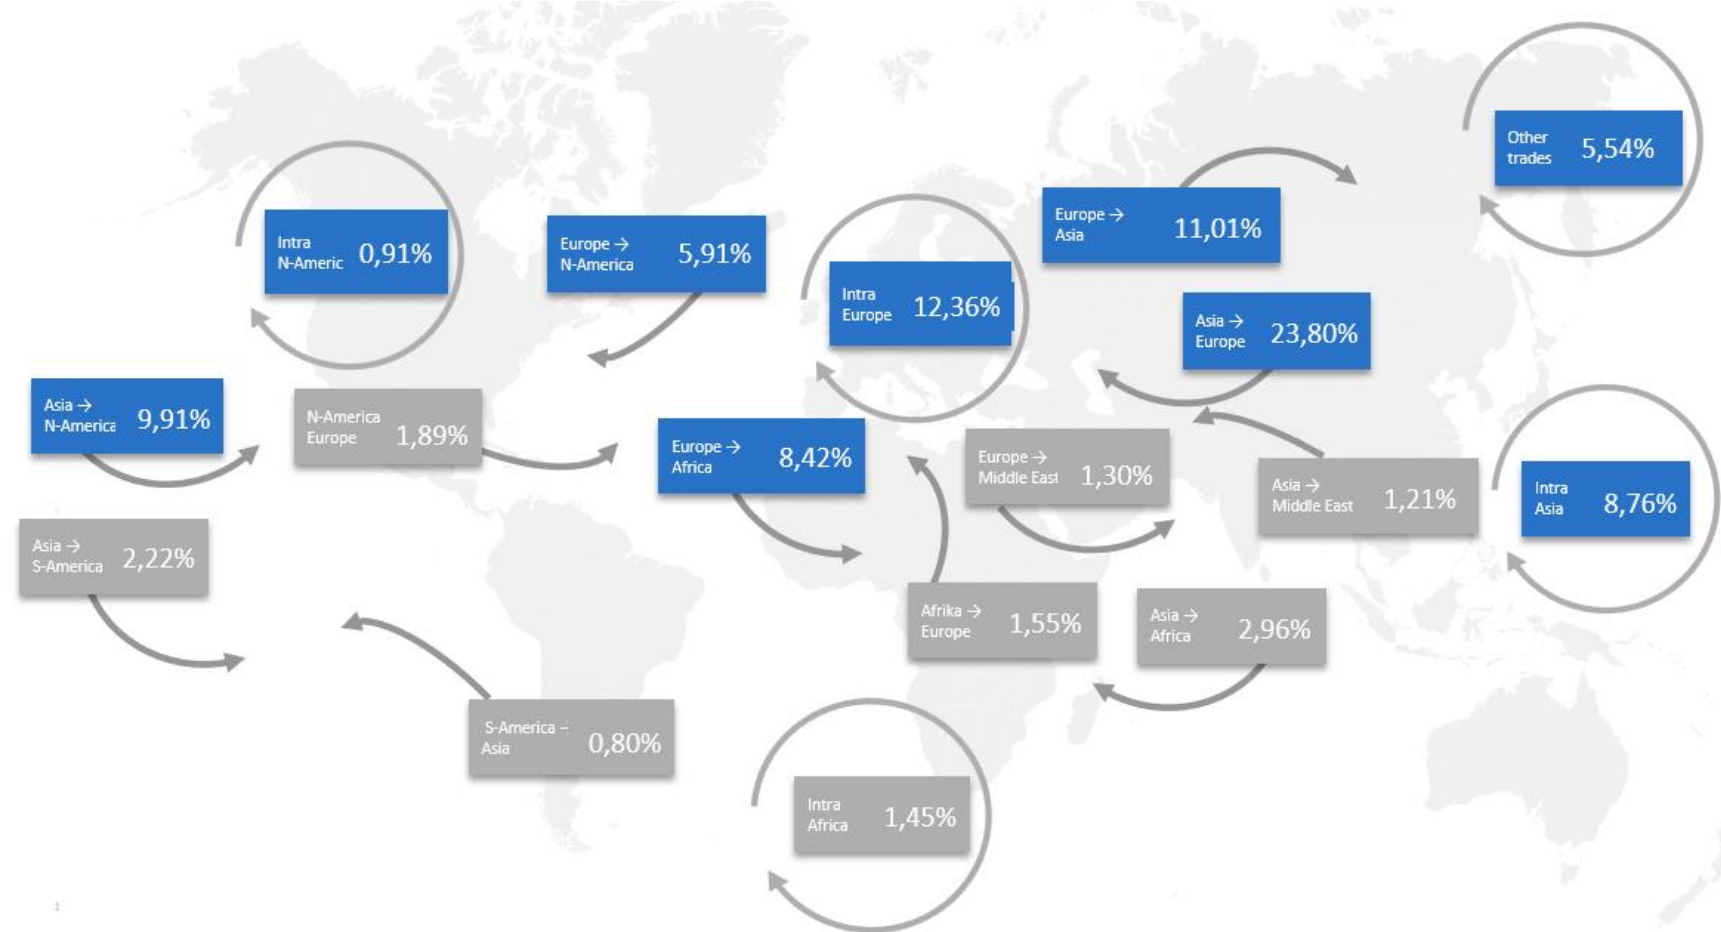 Other
trades
5,54%
Intra
N-Americ
0,91%
Europe →
N-America
5,91%
Europe →
Asia
11,01%
Intra
Europe
12,36%
Asia →
Europe
23,80%
Asia →
N-America
9,91%
N-America
Europe
1,89%
Europe →
Africa
8,42%
Europe →
Middle East
1,30%
Asia →
Middle East
1,21%
Intra
Asia
8,76%
Asia →
S-America
2,22%
Afrika →
Europe
1,55%
Asia →
Africa
2,96%
S-America -
Asia
0,80%
Intra
Africa
1,45%
1